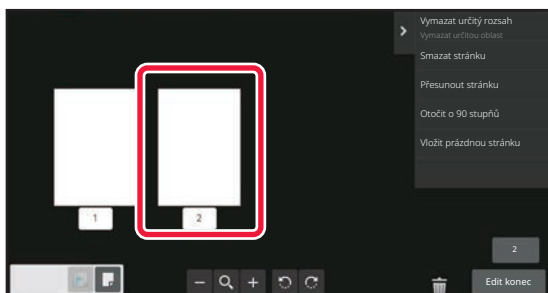 Vymazat určitý rozsah
Vymazat určitou oblast
Smazat stránku
Přesunout stránku
Otočit o 90 stupňů
Vložit prázdnou stránku
1
2
2
Edit konec